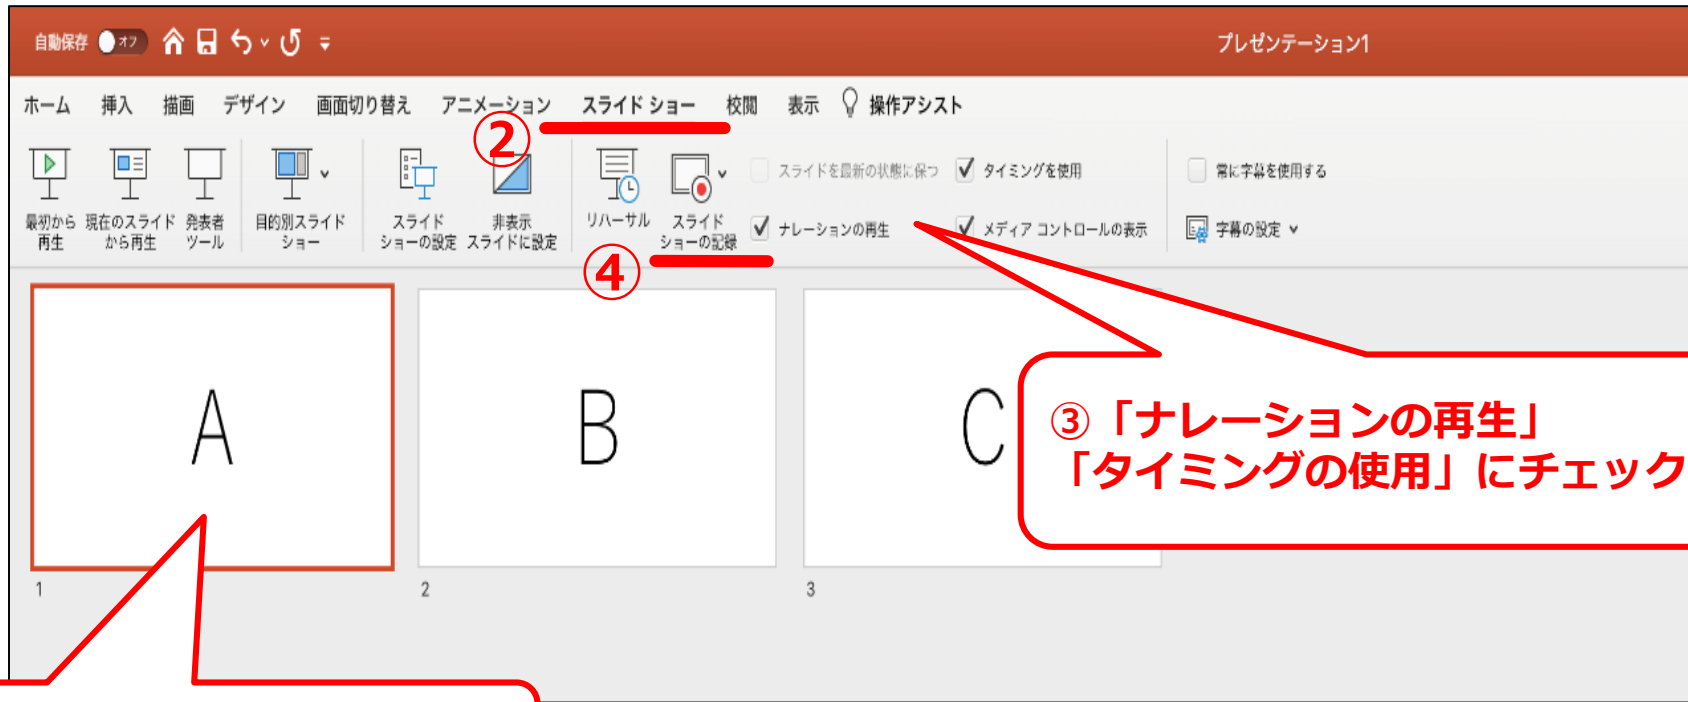 自動保存 オフ
プレゼンテーション1
ホーム 挿入 描画 デザイン 画面切り替え アニメーション スライド ショー 校閲 表示 操作アシスト
②
最初から
再生
現在のスライド
から再生
発表者
ツール
目的別スライド
ショー
スライド
ショーの設定
非表示
スライドに設定
リハーサル
スライド
ショーの記録
スライドを最新の状態に保つ
タイミングを使用
ナレーションの再生
メディア コントロールの表示
常に字幕を使用する
字幕の設定
④
A
B
C
③「ナレーションの再生」
「タイミングの使用」にチェック
1
2
3